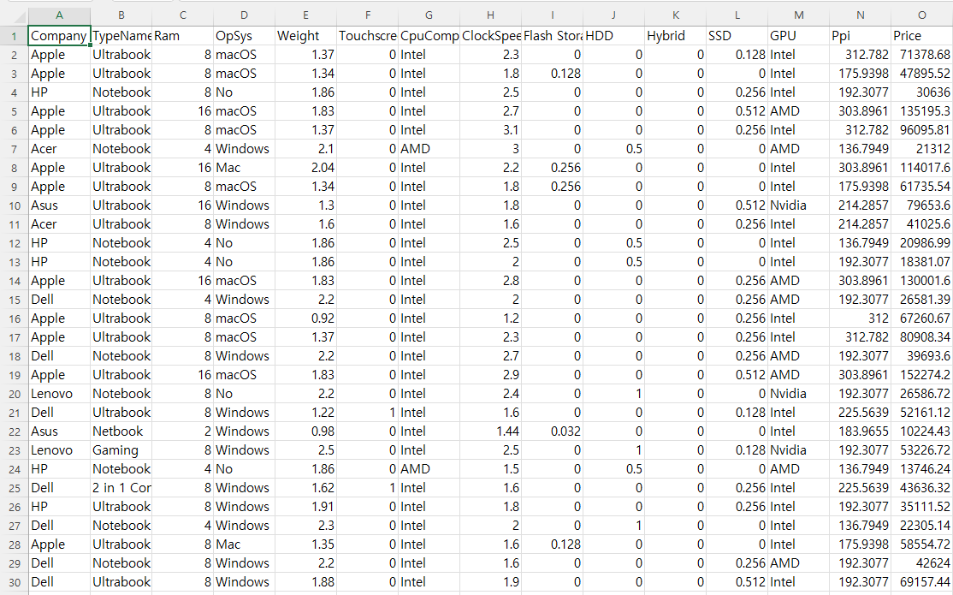 A B C D E F G H I J K L M N O
1 Company TypeName Ram OpSys Weight Touchscre CpuComp ClockSpee Flash Stora HDD Hybrid SSD GPU Ppi Price
2 Apple Ultrabook 8 macOS 1.37 0 Intel 2.3 0 0 0 0.128 Intel 312.782 71378.68
3 Apple Ultrabook 8 macOS 1.34 0 Intel 1.8 0.128 0 0 0 Intel 175.9398 47895.52
4 HP Notebook 8 No 1.86 0 Intel 2.5 0 0 0 0.256 Intel 192.3077 30636
5 Apple Ultrabook 16 macOS 1.83 0 Intel 2.7 0 0 0 0.512 AMD 303.8961 135195.3
6 Apple Ultrabook 8 macOS 1.37 0 Intel 3.1 0 0 0 0.256 Intel 312.782 96095.81
7 Acer Notebook 4 Windows 2.1 0 AMD 3 0 0.5 0 0 AMD 136.7949 21312
8 Apple Ultrabook 16 Mac 2.04 0 Intel 2.2 0.256 0 0 0 Intel 303.8961 114017.6
9 Apple Ultrabook 8 macOS 1.34 0 Intel 1.8 0.256 0 0 0 Intel 175.9398 61735.54
10 Asus Ultrabook 16 Windows 1.3 0 Intel 1.8 0 0 0 0.512 Nvidia 214.2857 79653.6
11 Acer Ultrabook 8 Windows 1.6 0 Intel 1.6 0 0 0 0.256 Intel 214.2857 41025.6
12 HP Notebook 4 No 1.86 0 Intel 2.5 0 0.5 0 0 Intel 136.7949 20986.99
13 HP Notebook 4 No 1.86 0 Intel 2 0 0.5 0 0 Intel 192.3077 18381.07
14 Apple Ultrabook 16 macOS 1.83 0 Intel 2.8 0 0 0 0.256 AMD 303.8961 130001.6
15 Dell Notebook 4 Windows 2.2 0 Intel 2 0 0 0 0.256 AMD 192.3077 26581.39
16 Apple Ultrabook 8 macOS 0.92 0 Intel 1.2 0 0 0 0.256 Intel 312 67260.67
17 Apple Ultrabook 8 macOS 1.37 0 Intel 2.3 0 0 0 0.256 Intel 312.782 80908.34
18 Dell Notebook 8 Windows 2.2 0 Intel 2.7 0 0 0 0.256 AMD 192.3077 39693.6
19 Apple Ultrabook 16 macOS 1.83 0 Intel 2.9 0 0 0 0.512 AMD 303.8961 152274.2
20 Lenovo Notebook 8 No 2.2 0 Intel 2.4 0 1 0 0 Nvidia 192.3077 26586.72
21 Dell Ultrabook 8 Windows 1.22 1 Intel 1.6 0 0 0 0.128 Intel 225.5639 52161.12
22 Asus Netbook 2 Windows 0.98 0 Intel 1.44 0.032 0 0 0 Intel 183.9655 10224.43
23 Lenovo Gaming 8 Windows 2.5 0 Intel 2.5 0 1 0 0.128 Nvidia 192.3077 53226.72
24 HP Notebook 4 No 1.86 0 AMD 1.5 0 0.5 0 0 AMD 136.7949 13746.24
25 Dell 2 in 1 Cor 8 Windows 1.62 1 Intel 1.6 0 0 0 0.256 Intel 225.5639 43636.32
26 HP Ultrabook 8 Windows 1.91 0 Intel 1.8 0 0 0 0.256 Intel 192.3077 35111.52
27 Dell Notebook 4 Windows 2.3 0 Intel 2 0 1 0 0 Intel 136.7949 22305.14
28 Apple Ultrabook 8 Mac 1.35 0 Intel 1.6 0.128 0 0 0 Intel 175.9398 58554.72
29 Dell Notebook 8 Windows 2.2 0 Intel 1.6 0 0 0 0.256 AMD 192.3077 42624
30 Dell Ultrabook 8 Windows 1.88 0 Intel 1.9 0 0 0 0.512 Intel 192.3077 69157.44